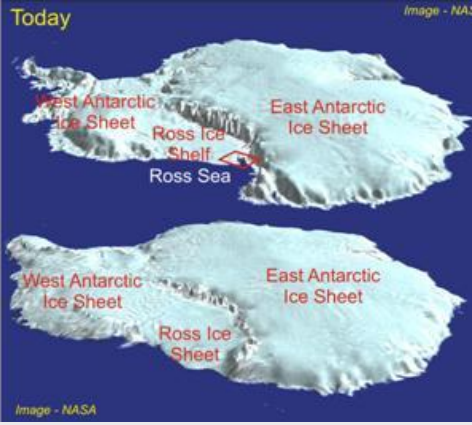 Today
Image - NAS
West Antarctic
Ice Sheet
East Antarctic
Ice Sheet
Ross Ice
Shelf
Ross Sea
West Antarctic
Ice Sheet
East Antarctic
Ice Sheet
Ross Ice
Sheet
Image - NASA